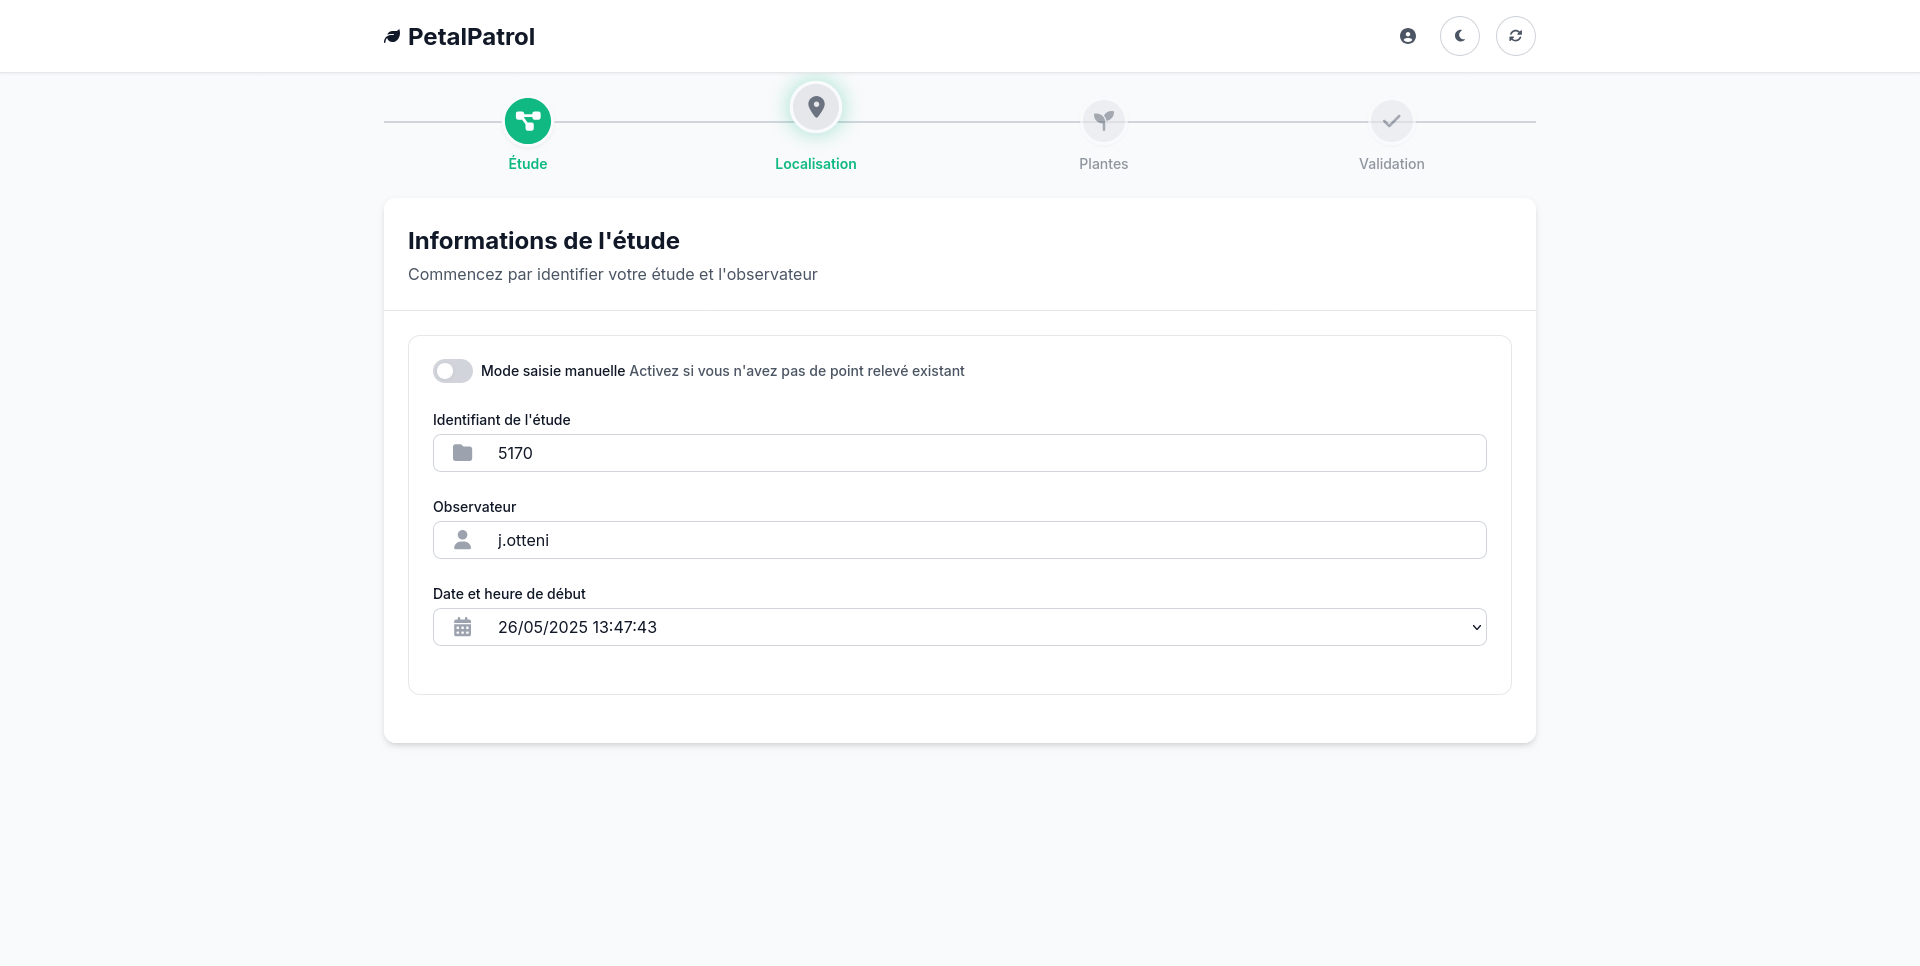 PetalPatrol
Étude
Localisation
Plantes
Validation
Informations de l'étude
Commencez par identifier votre étude et l'observateur
Mode saisie manuelle Activez si vous n'avez pas de point relevé existant
Identifiant de l'étude
5170
Observateur
j.otteni
Date et heure de début
26/05/2025 13:47:43